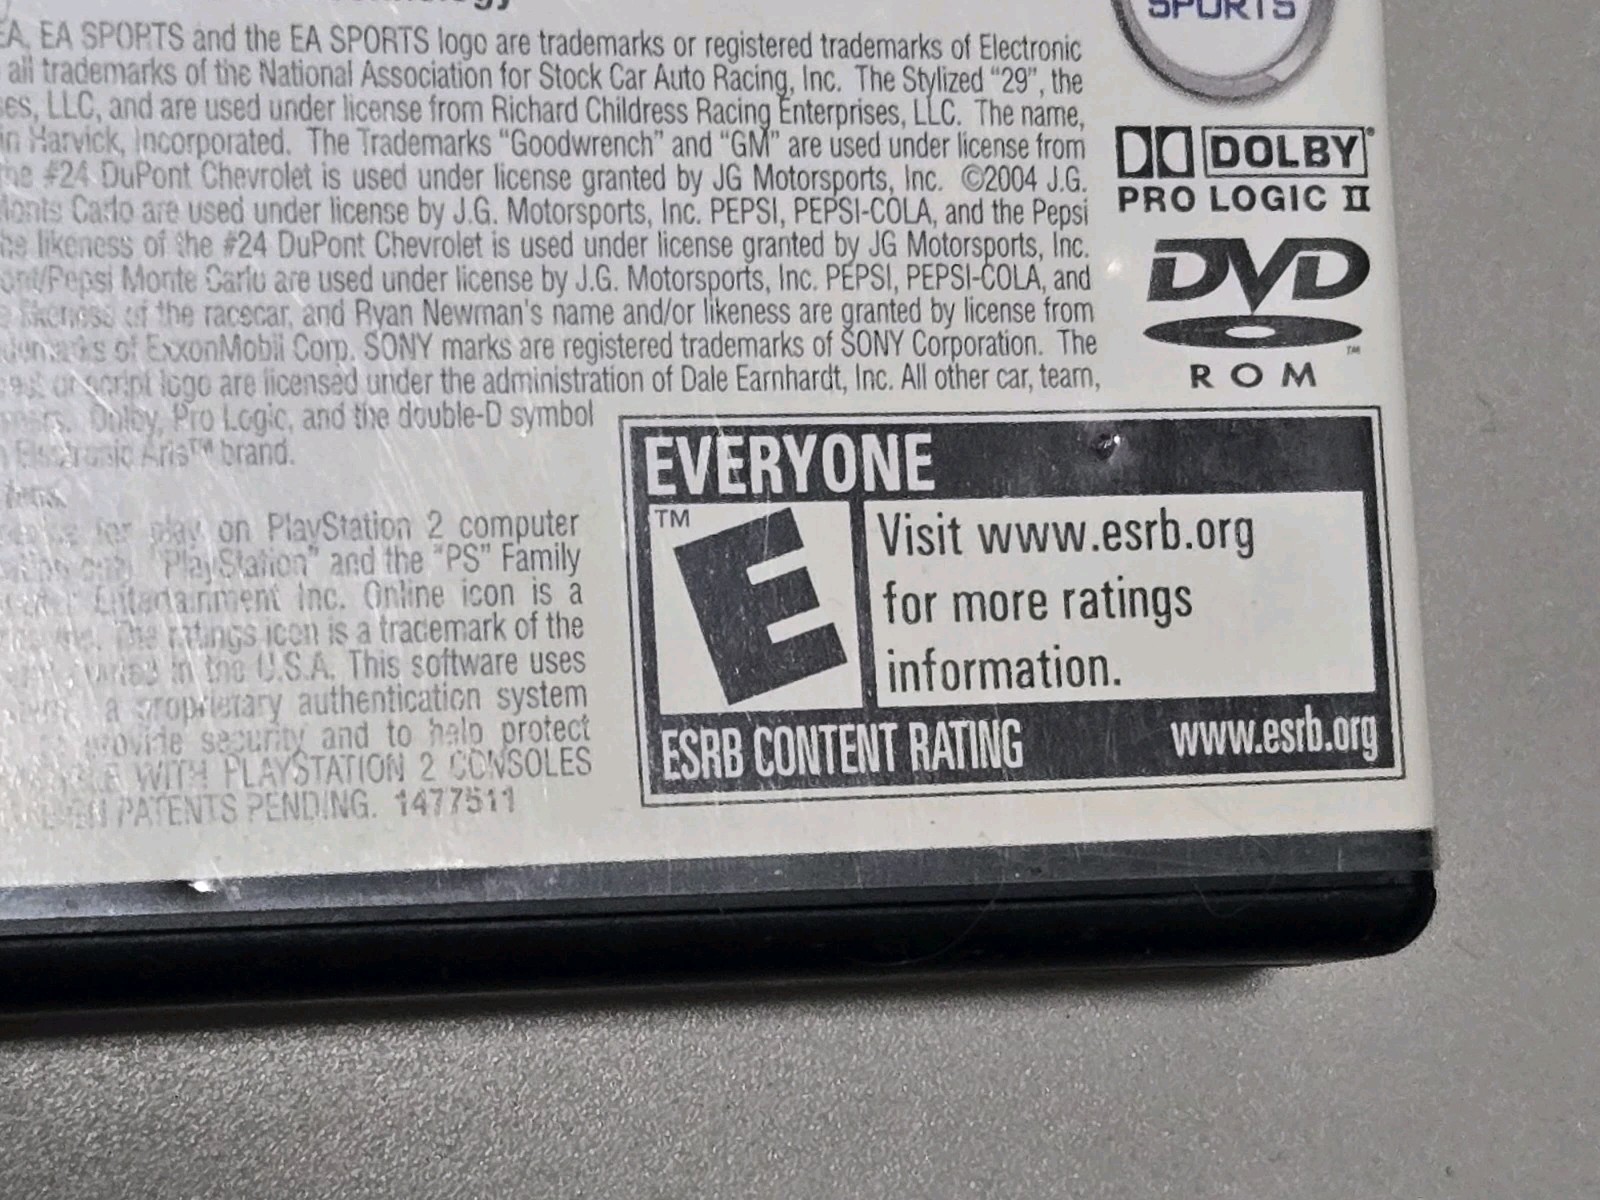 EA, EA SPORTS and the EA SPORTS logo are trademarks or registered trademarks of Electronic
all trademarks of the National Association for Stock Car Auto Racing, Inc. The Stylized "29", the
LLC, and are used under license from Richard Childress Racing Enterprises, LLC. The name,
Harvick, Incorporated. The Trademarks "Goodwrench" and "GM" are used under license from
#24 DuPont Chevrolet is used under license granted by JG Motorsports, Inc. ©2004 J.G.
Carlo are used under license by J.G. Motorsports, Inc. PEPSI, PEPSI-COLA, and the Pepsi
likeness of the #24 DuPont Chevrolet is used under license granted by JG Motorsports, Inc.
Monte Carlo are used under license by J.G. Motorsports, Inc. PEPSI, PEPSI-COLA, and
likeness of the racecar, and Ryan Newman's name and/or likeness are granted by license from
of ExxonMobil Corp. SONY marks are registered trademarks of SONY Corporation. The
script logo are licensed under the administration of Dale Earnhardt, Inc. All other car, team,
Dolby, Pro Logic, and the double-D symbol
Electronic Arts™ brand.
for play on PlayStation 2 computer
"PlayStation" and the "PS" Family
Entertainment Inc. Online icon is a
The ratings icon is a trademark of the
in the U.S.A. This software uses
a proprietary authentication system
provide security and to help protect
WITH PLAYSTATION 2 CONSOLES
PATENTS PENDING. 1477511
SPORTS
DOLBY
PRO LOGIC II
DVD
™
ROM
EVERYONE
™
E
Visit www.esrb.org
for more ratings
information.
ESRB CONTENT RATING www.esrb.org